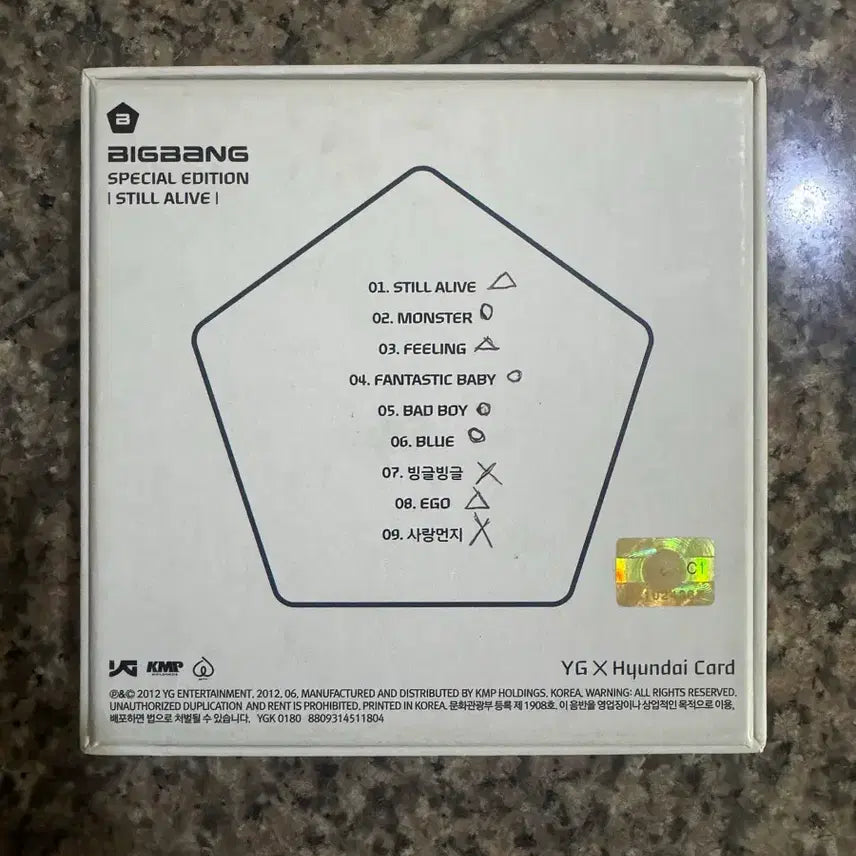 B
BIGBANG
SPECIAL EDITION
| STILL ALIVE |
01. STILL ALIVE △
02. MONSTER O
03. FEELING △
04. FANTASTIC BABY O
05. BAD BOY O
06. BLUE O
07. 빙글빙글 X
08. EGO △
09. 사랑먼지 X
C1
YG KMP
YG X Hyundai Card
℗&© 2012 YG ENTERTAINMENT, 2012. 06, MANUFACTURED AND DISTRIBUTED BY KMP HOLDINGS. KOREA, WARNING: ALL RIGHTS RESERVED.
UNAUTHORIZED DUPLICATION AND RENT IS PROHIBITED, PRINTED IN KOREA. 문화관광부 등록 제 1908호. 이 음반을 영업장이나 상업적인 목적으로 이용,
배포하면 법으로 처벌될 수 있습니다. YGK 0180 8809314511804